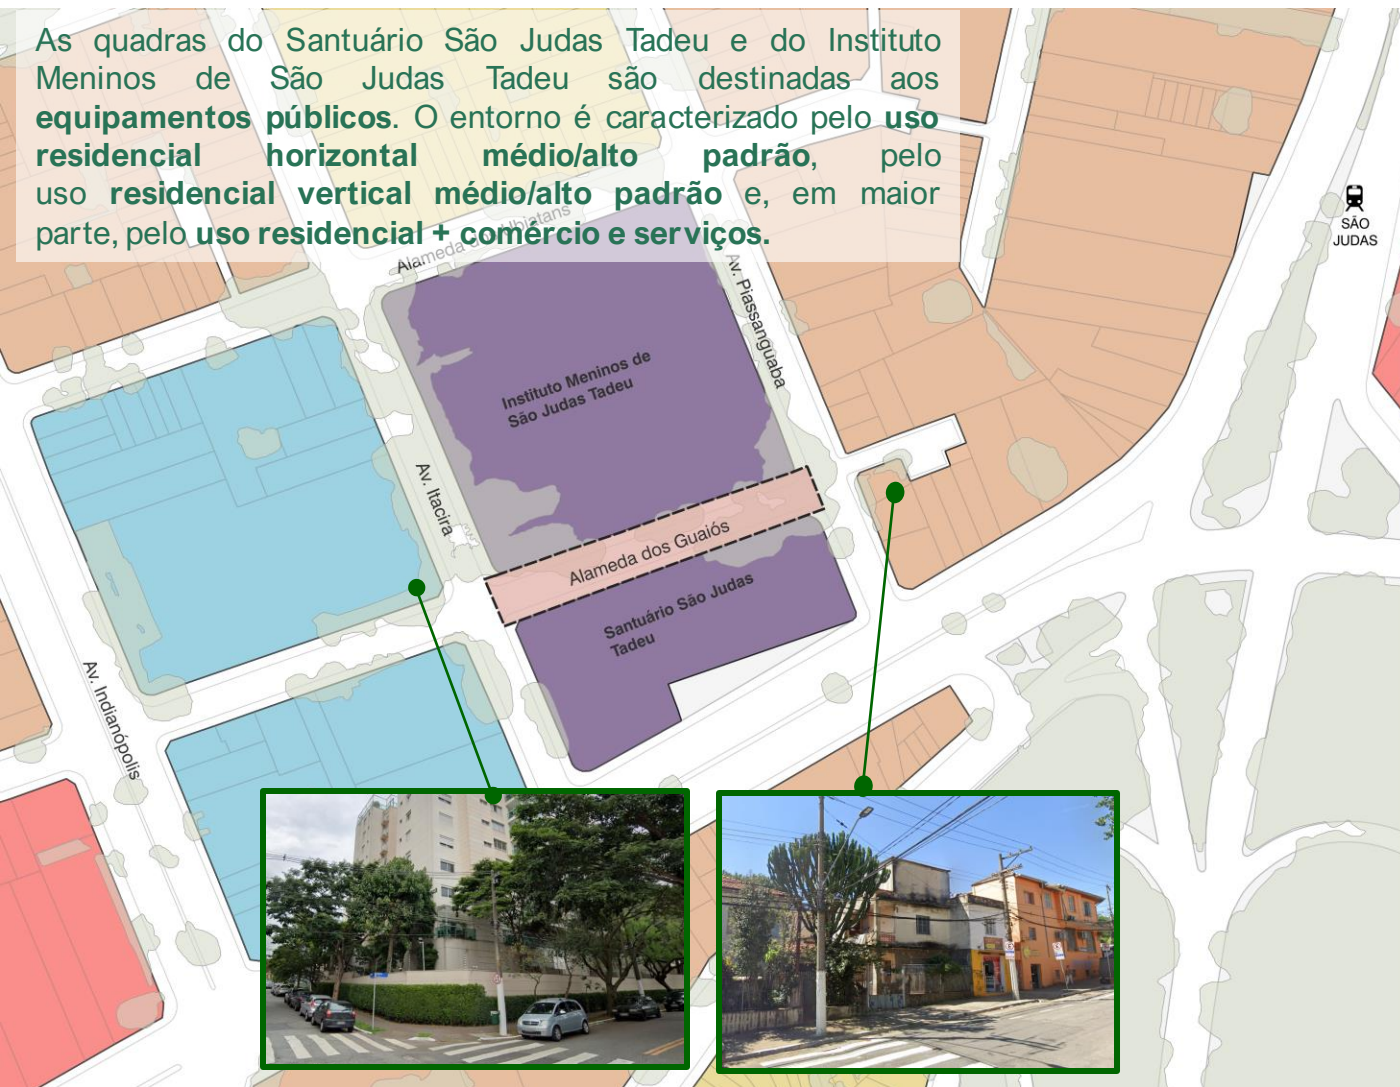 As quadras do Santuário São Judas Tadeu e do Instituto
Meninos de São Judas Tadeu são destinadas aos
equipamentos públicos. O entorno é caracterizado pelo uso
residencial horizontal médio/alto padrão, pelo
uso residencial vertical médio/alto padrão e, em maior
parte, pelo uso residencial + comércio e serviços.
SÃO
JUDAS
Alameda dos Ubiatans
Av. Piassanguaba
Instituto Meninos de
São Judas Tadeu
Av. Itacira
Alameda dos Guaiós
Santuário São Judas
Tadeu
Av. Indianópolis